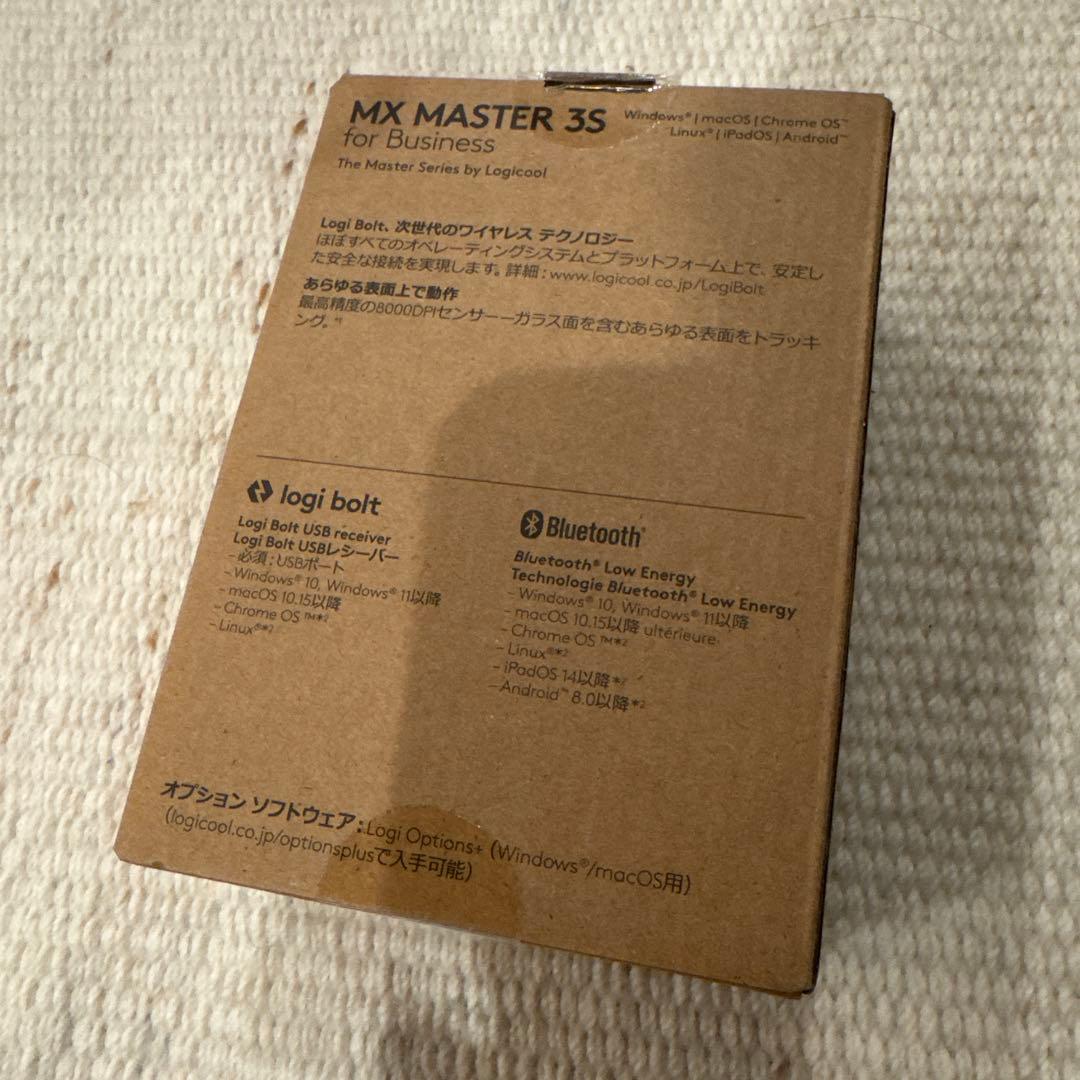 MX MASTER 3S
for Business
The Master Series by Logicool
Windows® | macOS | Chrome OS™
Linux® | iPadOS | Android™
Logi Bolt、次世代のワイヤレス テクノロジー
ほぼすべてのオペレーティングシステムとプラットフォーム上で、安定し
た安全な接続を実現します。詳細：www.logicool.co.jp/LogiBolt
あらゆる表面上で動作
最高精度の8000DPIセンサー—ガラス面を含むあらゆる表面をトラッキ
ング。*¹
logi bolt
Logi Bolt USB receiver
Logi Bolt USBレシーバー
- 必須：USBポート
- Windows® 10, Windows® 11以降
- macOS 10.15以降
- Chrome OS ™*²
- Linux®*²
Bluetooth®
Bluetooth® Low Energy
Technologie Bluetooth® Low Energy
- Windows® 10, Windows® 11以降
- macOS 10.15以降 ultérieure
- Chrome OS ™*²
- Linux®*²
- iPadOS 14以降*²
- Android™ 8.0以降*²
オプション ソフトウェア：Logi Options+ (Windows®/macOS用)
(logicool.co.jp/optionsplusで入手可能)